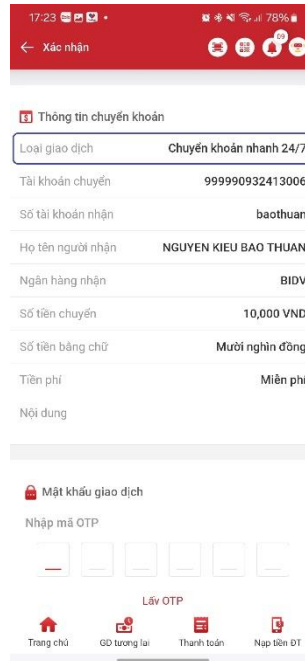 17:23
78%
← Xác nhận
09
Thông tin chuyển khoản
Loại giao dịch Chuyển khoản nhanh 24/7
Tài khoản chuyển 999990932413006
Số tài khoản nhận baothuan
Họ tên người nhận NGUYEN KIEU BAO THUAN
Ngân hàng nhận BIDV
Số tiền chuyển 10,000 VND
Số tiền bằng chữ Mười nghìn đồng
Tiền phí Miễn phí
Nội dung
Mật khẩu giao dịch
Nhập mã OTP
Lấy OTP
Trang chủ GD tương lai Thanh toán Nạp tiền ĐT